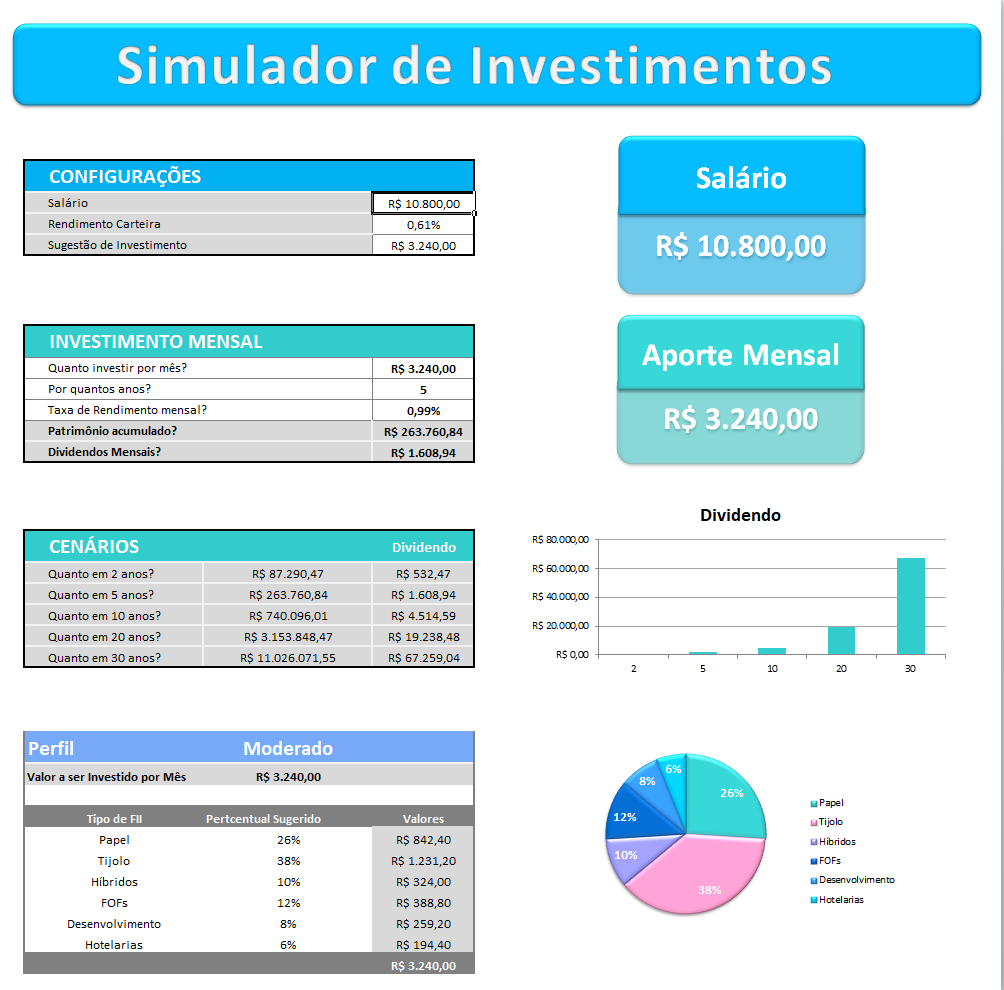 Simulador de Investimentos
CONFIGURAÇÕES
Salário R$ 10.800,00
Rendimento Carteira 0,61%
Sugestão de Investimento R$ 3.240,00
Salário
R$ 10.800,00
INVESTIMENTO MENSAL
Quanto investir por mês? R$ 3.240,00
Por quantos anos? 5
Taxa de Rendimento mensal? 0,99%
Patrimônio acumulado? R$ 263.760,84
Dividendos Mensais? R$ 1.608,94
Aporte Mensal
R$ 3.240,00
CENÁRIOS Dividendo
Quanto em 2 anos? R$ 87.290,47 R$ 532,47
Quanto em 5 anos? R$ 263.760,84 R$ 1.608,94
Quanto em 10 anos? R$ 740.096,01 R$ 4.514,59
Quanto em 20 anos? R$ 3.153.848,47 R$ 19.238,48
Quanto em 30 anos? R$ 11.026.071,55 R$ 67.259,04
Dividendo
R$ 80.000,00
R$ 60.000,00
R$ 40.000,00
R$ 20.000,00
R$ 0,00
2 5 10 20 30
Perfil Moderado
Valor a ser Investido por Mês R$ 3.240,00
Tipo de FII Pertcentual Sugerido Valores
Papel 26% R$ 842,40
Tijolo 38% R$ 1.231,20
Híbridos 10% R$ 324,00
FOFs 12% R$ 388,80
Desenvolvimento 8% R$ 259,20
Hotelarias 6% R$ 194,40
R$ 3.240,00
6%
8%
26%
12%
10%
38%
Papel
Tijolo
Híbridos
FOFs
Desenvolvimento
Hotelarias